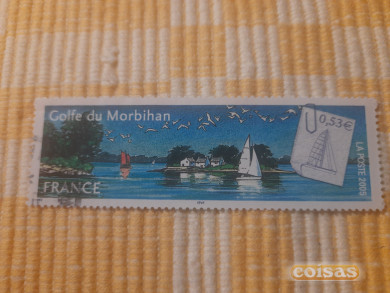 Golfe du Morbihan
0,53€
FRANCE
LA POSTE 2005
coisas